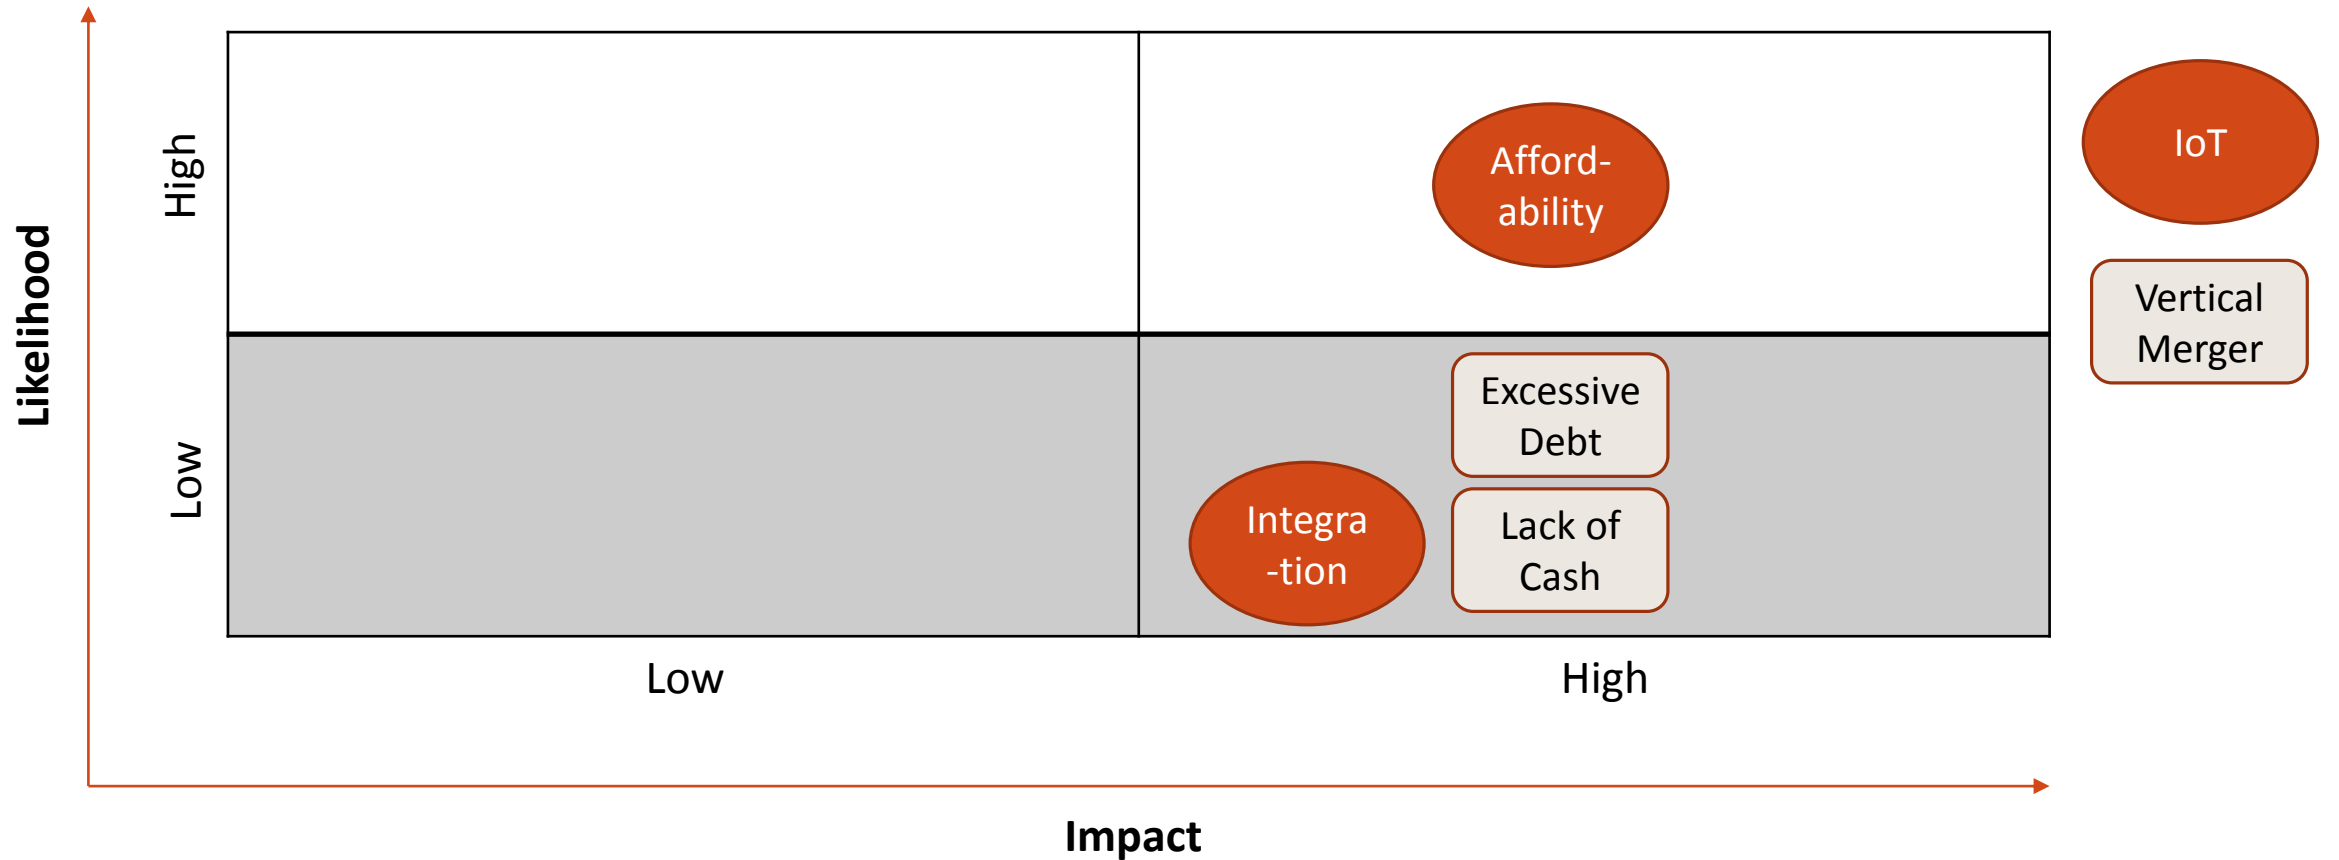 Likelihood
High
Low
Afford-
ability
IoT
Vertical
Merger
Excessive
Debt
Integra
-tion
Lack of
Cash
Low
High
Impact